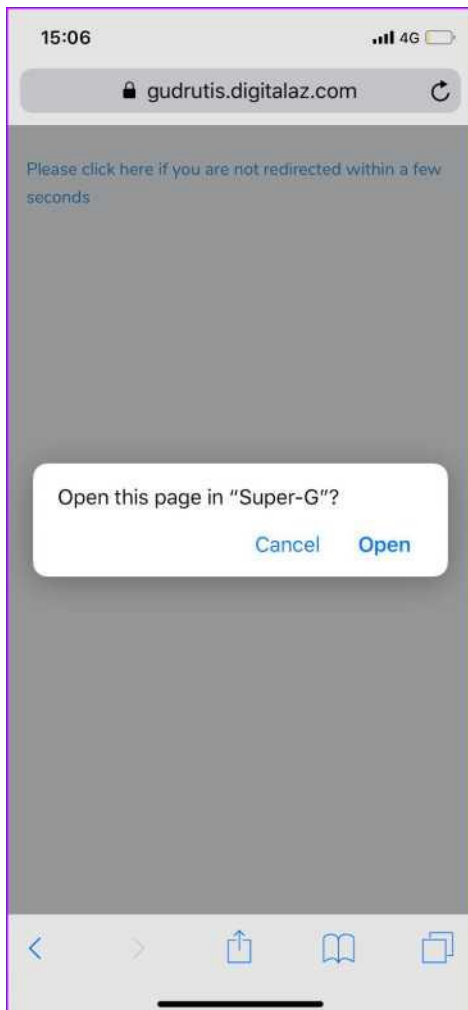 15:06
4G
gudrutis.digitalaz.com
Please click here if you are not redirected within a few
seconds
Open this page in “Super-G”?
Cancel Open